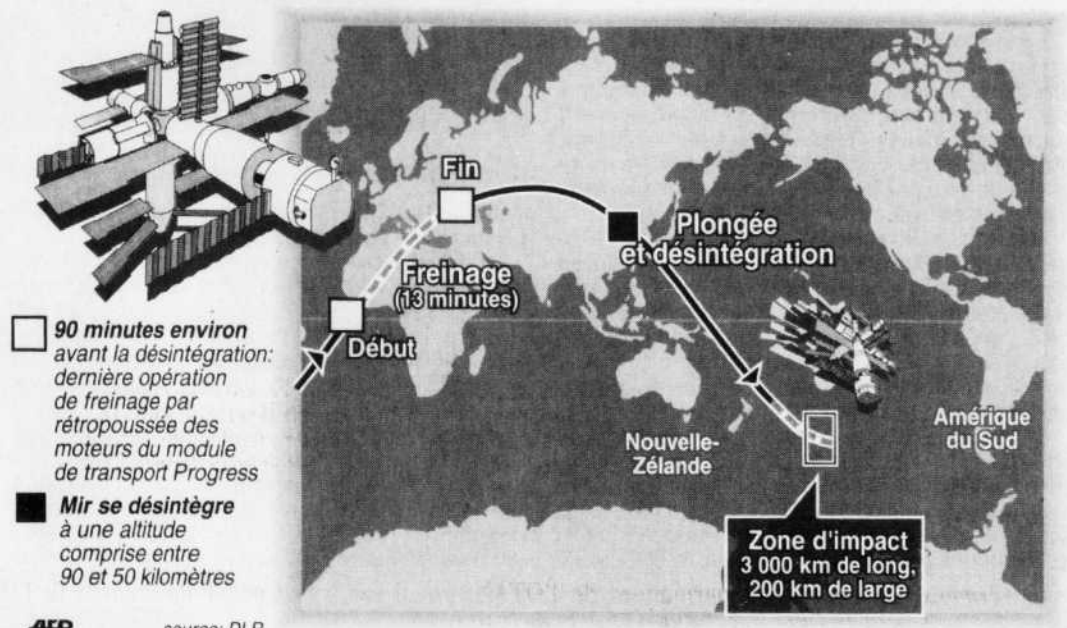 Fin
Plongée
et désintégration
Freinage
(13 minutes)
Début
90 minutes environ
avant la désintégration:
dernière opération
de freinage par
rétropoussée des
moteurs du module
de transport Progress
Mir se désintègre
à une altitude
comprise entre
90 et 50 kilomètres
Nouvelle-
Zélande
Amérique
du Sud
Zone d'impact
3 000 km de long,
200 km de large
AFP
source: DLR